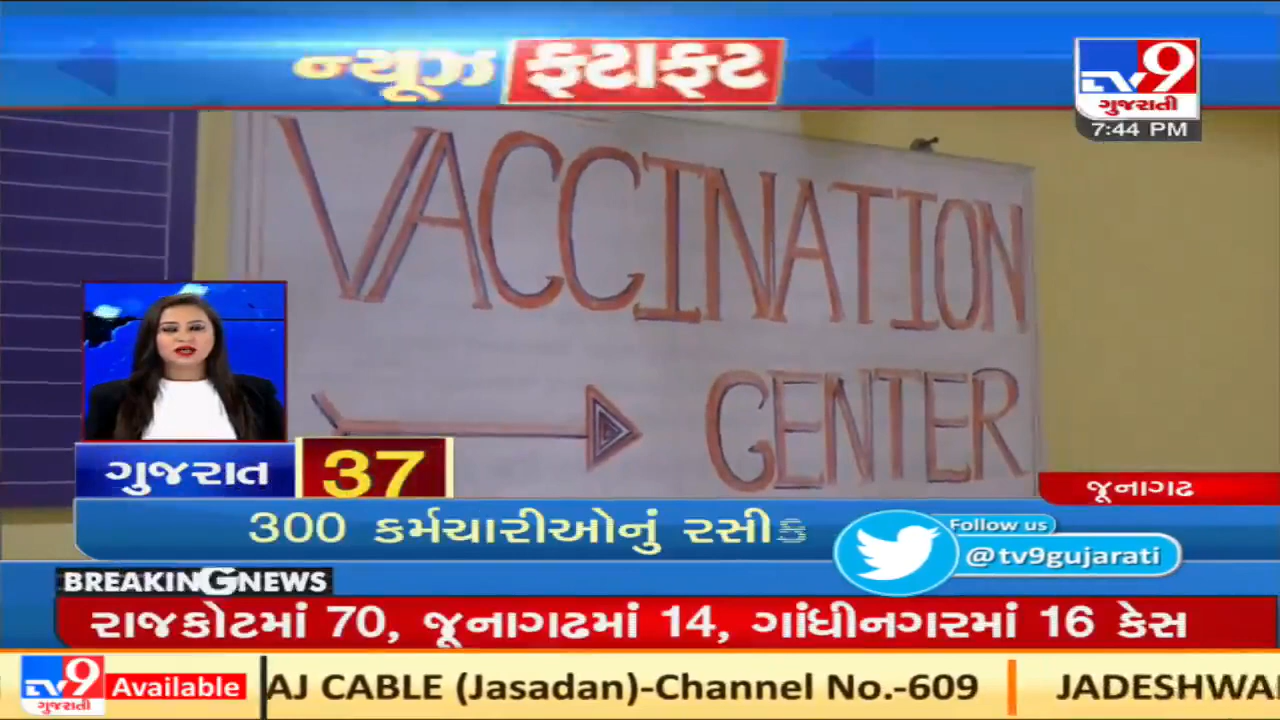 ન્યૂઝ ફટાફટ
TV9
ગુજરાતી
7:44 PM
VACCINATION
CENTER
ગુજરાત 37
જૂનાગઢ
300 કર્મચારીઓનું રસીક
Follow us
@tv9gujarati
BREAKING NEWS
રાજકોટમાં 70, જૂનાગઢમાં 14, ગાંધીનગરમાં 16 કેસ
TV9 ગુજરાતી Available AJ CABLE (Jasadan)-Channel No.-609 JADESHWA